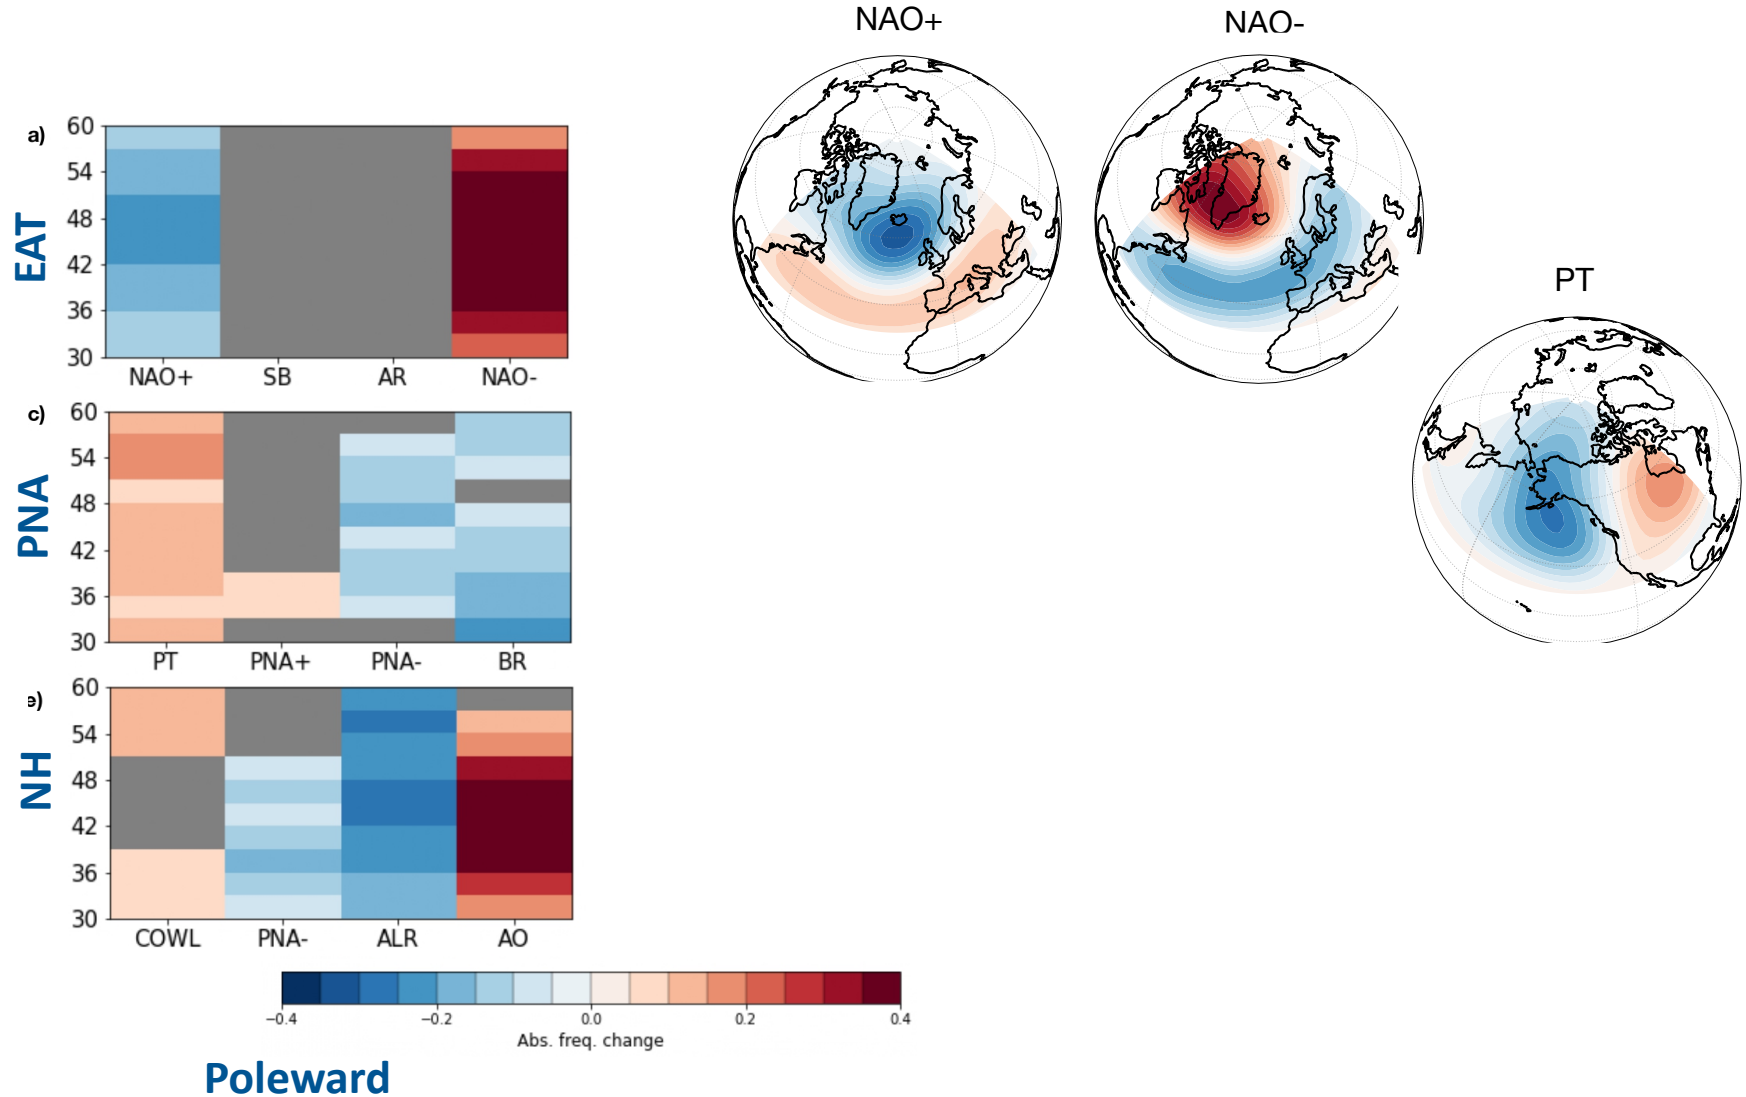 NAO+
NAO-
a)
60
54
48
42
36
30
EAT
NAO+ SB AR NAO-
PT
c)
60
54
48
42
36
30
PNA
PT PNA+ PNA- BR
e)
60
54
48
42
36
30
NH
COWL PNA- ALR AO
−0.4 −0.2 0.0 0.2 0.4
Abs. freq. change
Poleward